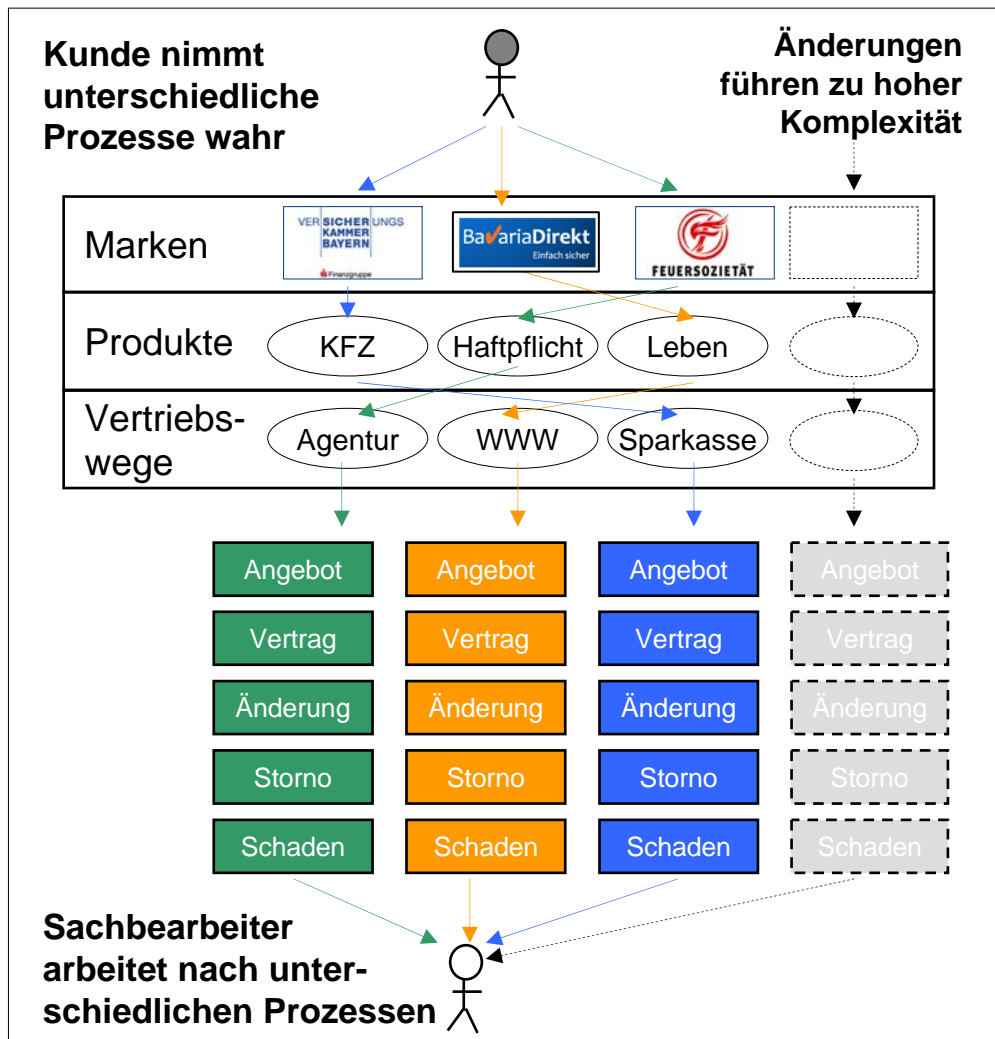 Kunde nimmt
unterschiedliche
Prozesse wahr
Änderungen
führen zu hoher
Komplexität
Marken
VERSICHERUNGS
KAMMER
BAYERN
Finanzgruppe
BavariaDirekt
Einfach sicher
FEUERSOZIETÄT
Produkte
KFZ
Haftpflicht
Leben
Vertriebs-
wege
Agentur
WWW
Sparkasse
Angebot Angebot Angebot Angebot
Vertrag Vertrag Vertrag Vertrag
Änderung Änderung Änderung Änderung
Storno Storno Storno Storno
Schaden Schaden Schaden Schaden
Sachbearbeiter
arbeitet nach unter-
schiedlichen Prozessen